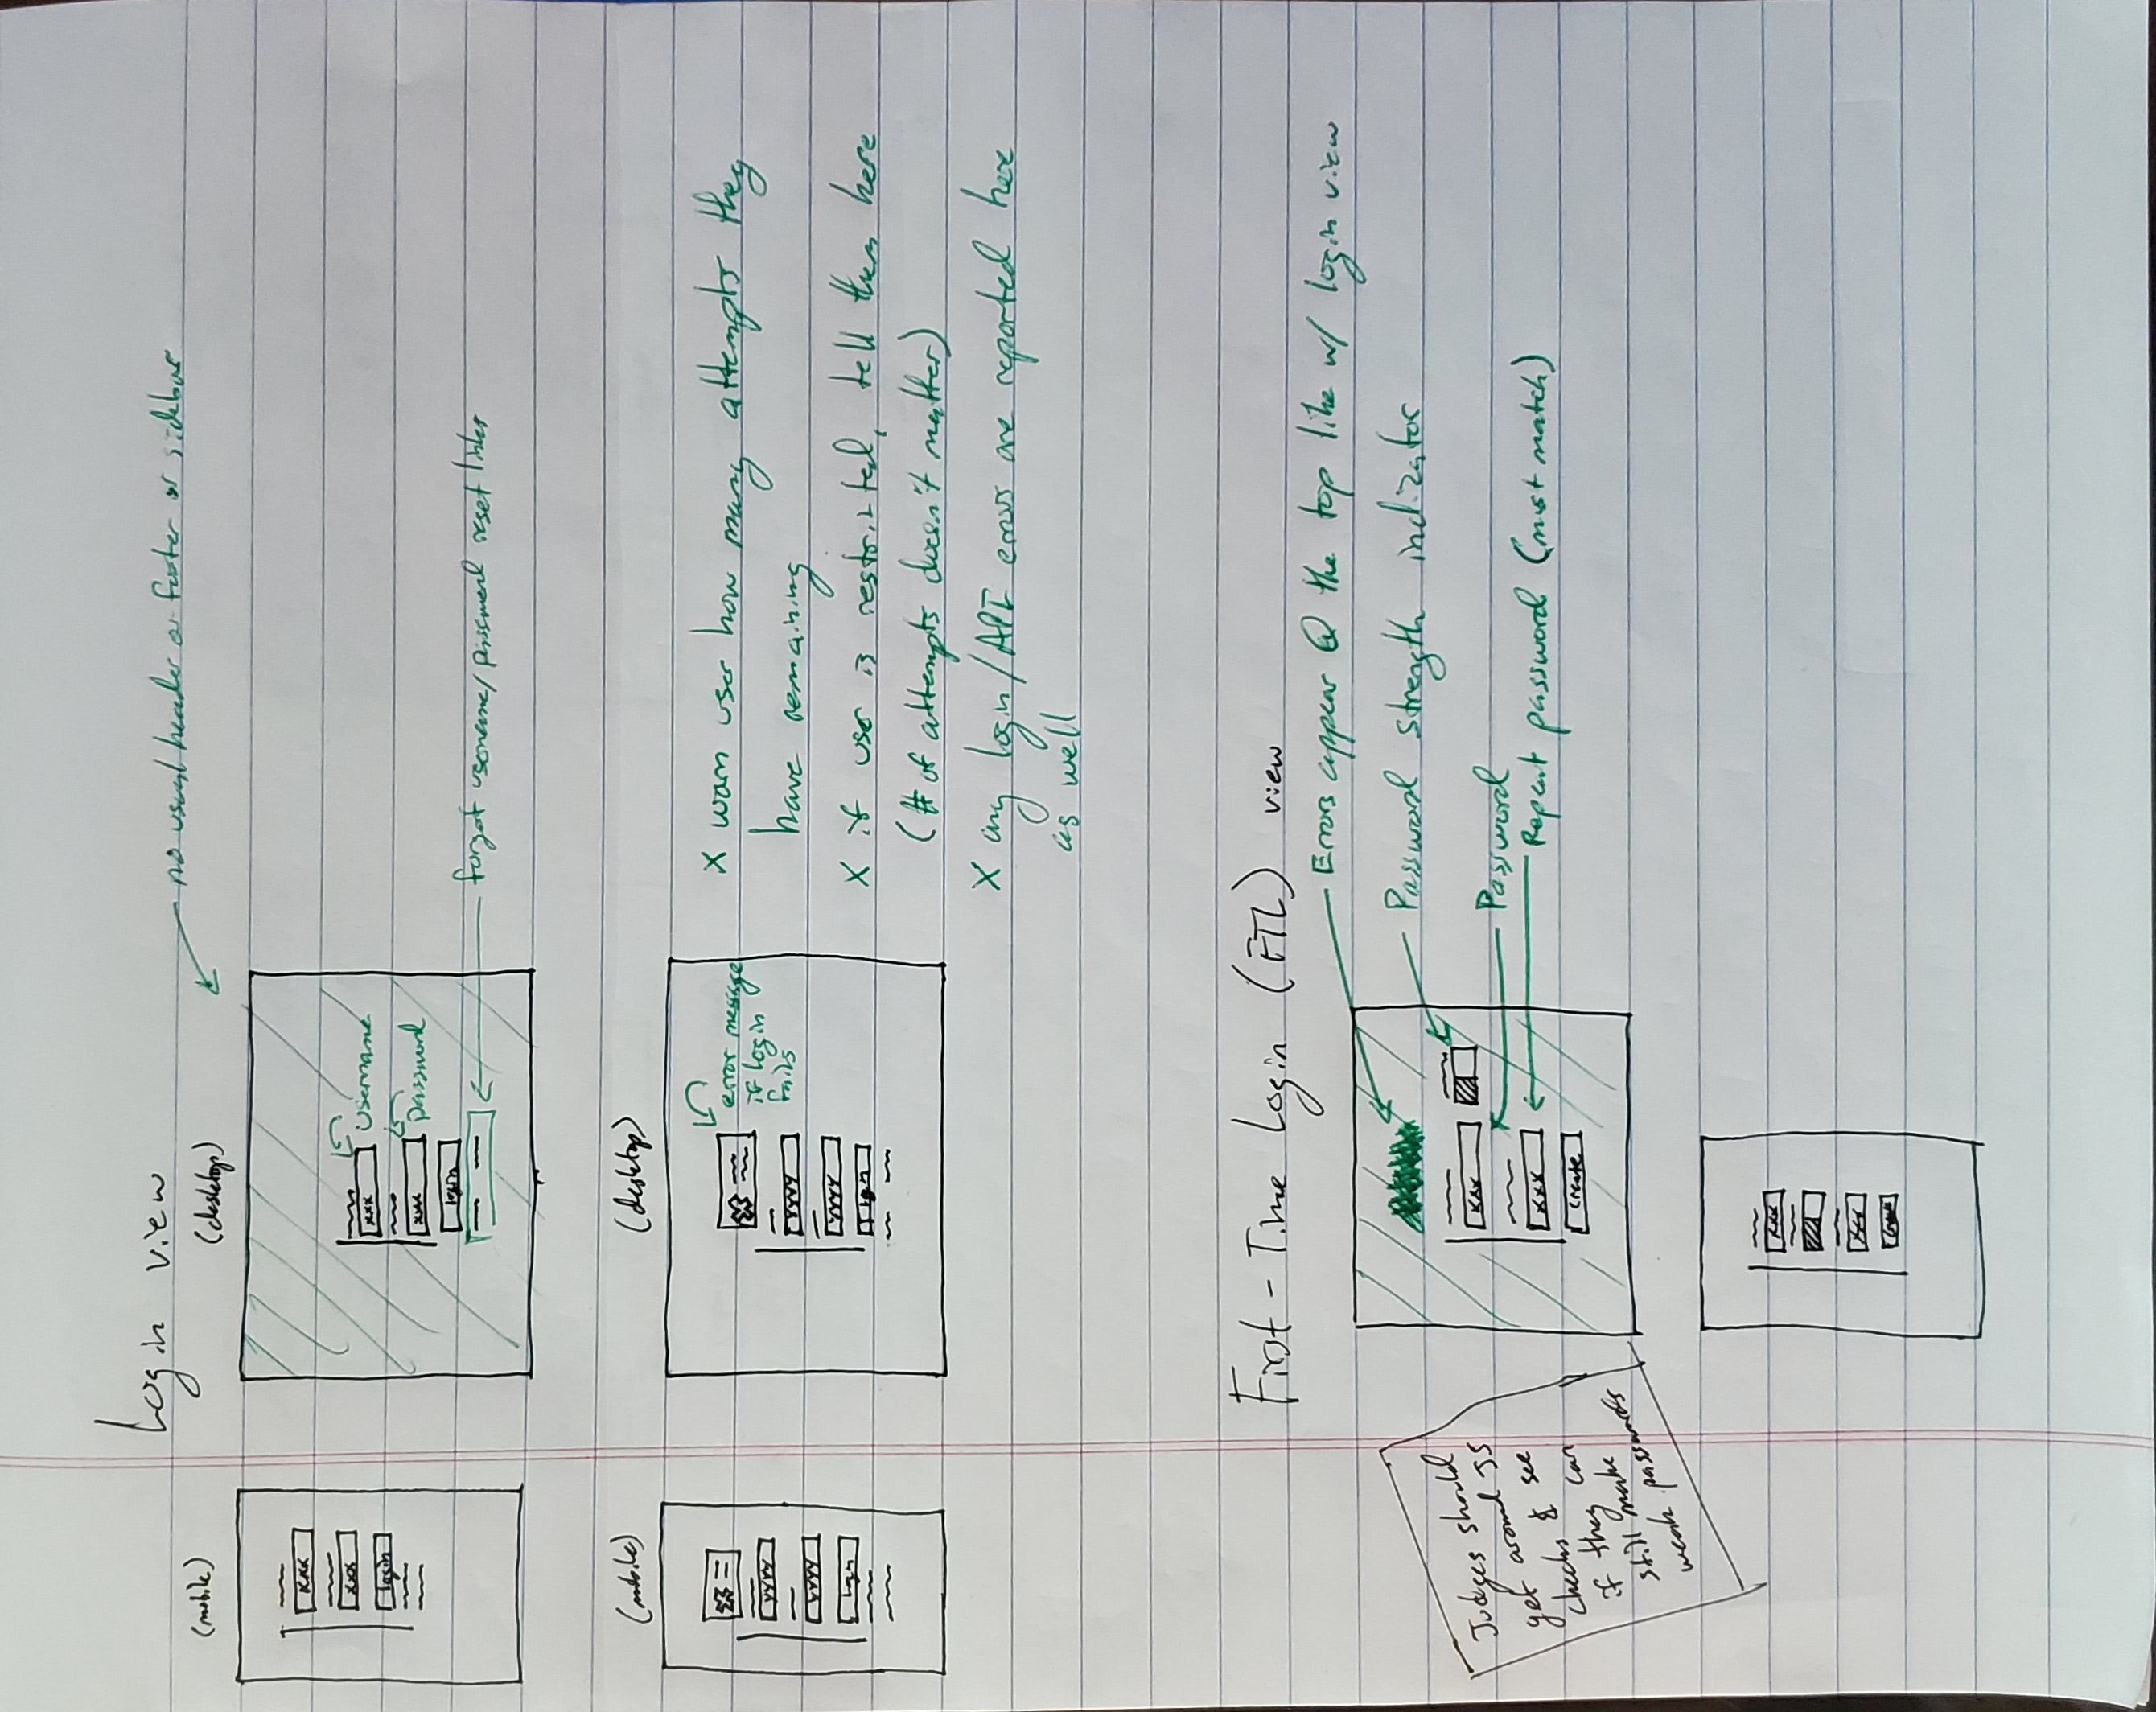 Login view
no usual header or footer or sidebar
(mobile)
(desktop)
xxx
xxx
login
xxx
Username
xxx
password
login
forgot username/password reset links
(mobile)
(desktop)
error message
if login
fails
YYYY
YYYY
login
YYYY
YYYY
login
X warn user how many attempts they
have remaining
X if user is restricted, tell them here
(# of attempts doesn't matter)
X any login/API errors are reported here
as well
First-Time Login (FTL) view
Errors appear @ the top like w/ login view
Password strength indicator
xxx
Password
xxx
Repeat password (must match)
create
Judges should
get around JS
checks & see
if they can
still make
weak passwords
xxx
xxx
create